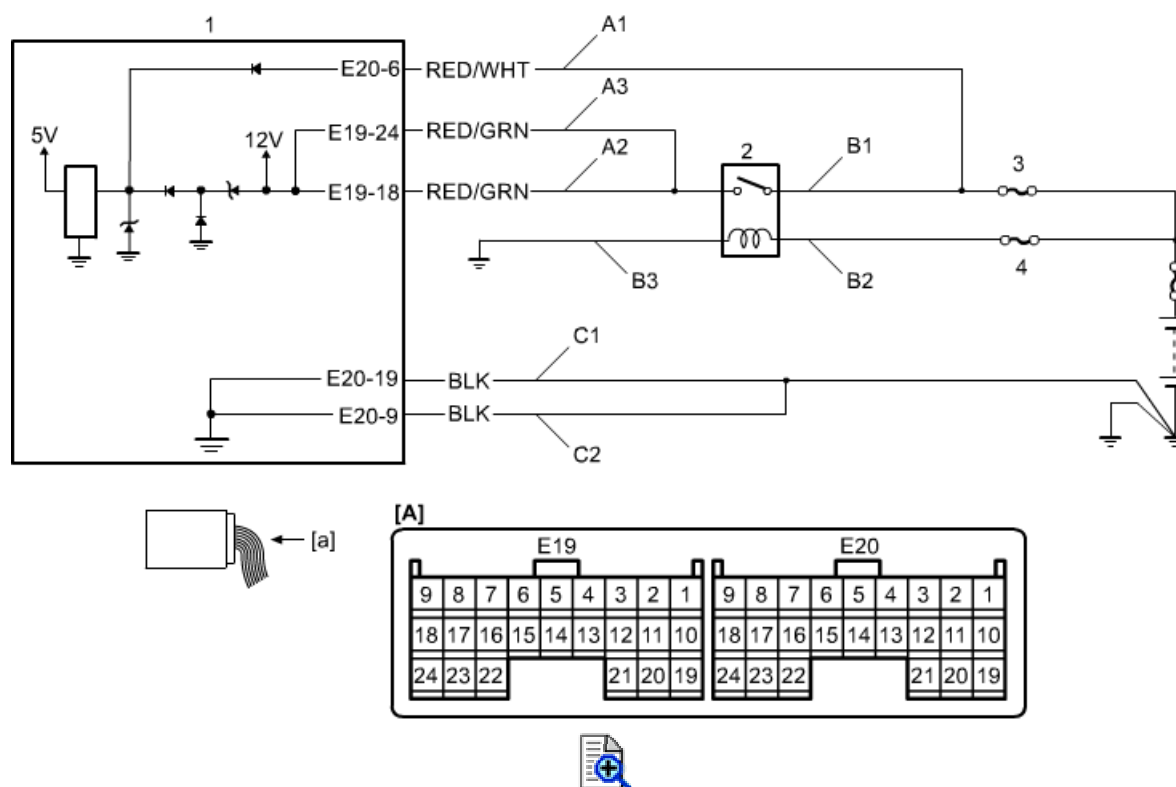 1
A1
E20-6 RED/WHT
A3
5V
12V
E19-24 RED/GRN
A2
2
B1
3
E19-18 RED/GRN
B3
B2
4
C1
E20-19 BLK
E20-9 BLK
C2
[a]
[A]
E19 E20
9 8 7 6 5 4 3 2 1 9 8 7 6 5 4 3 2 1
18 17 16 15 14 13 12 11 10 18 17 16 15 14 13 12 11 10
24 23 22 21 20 19 24 23 22 21 20 19